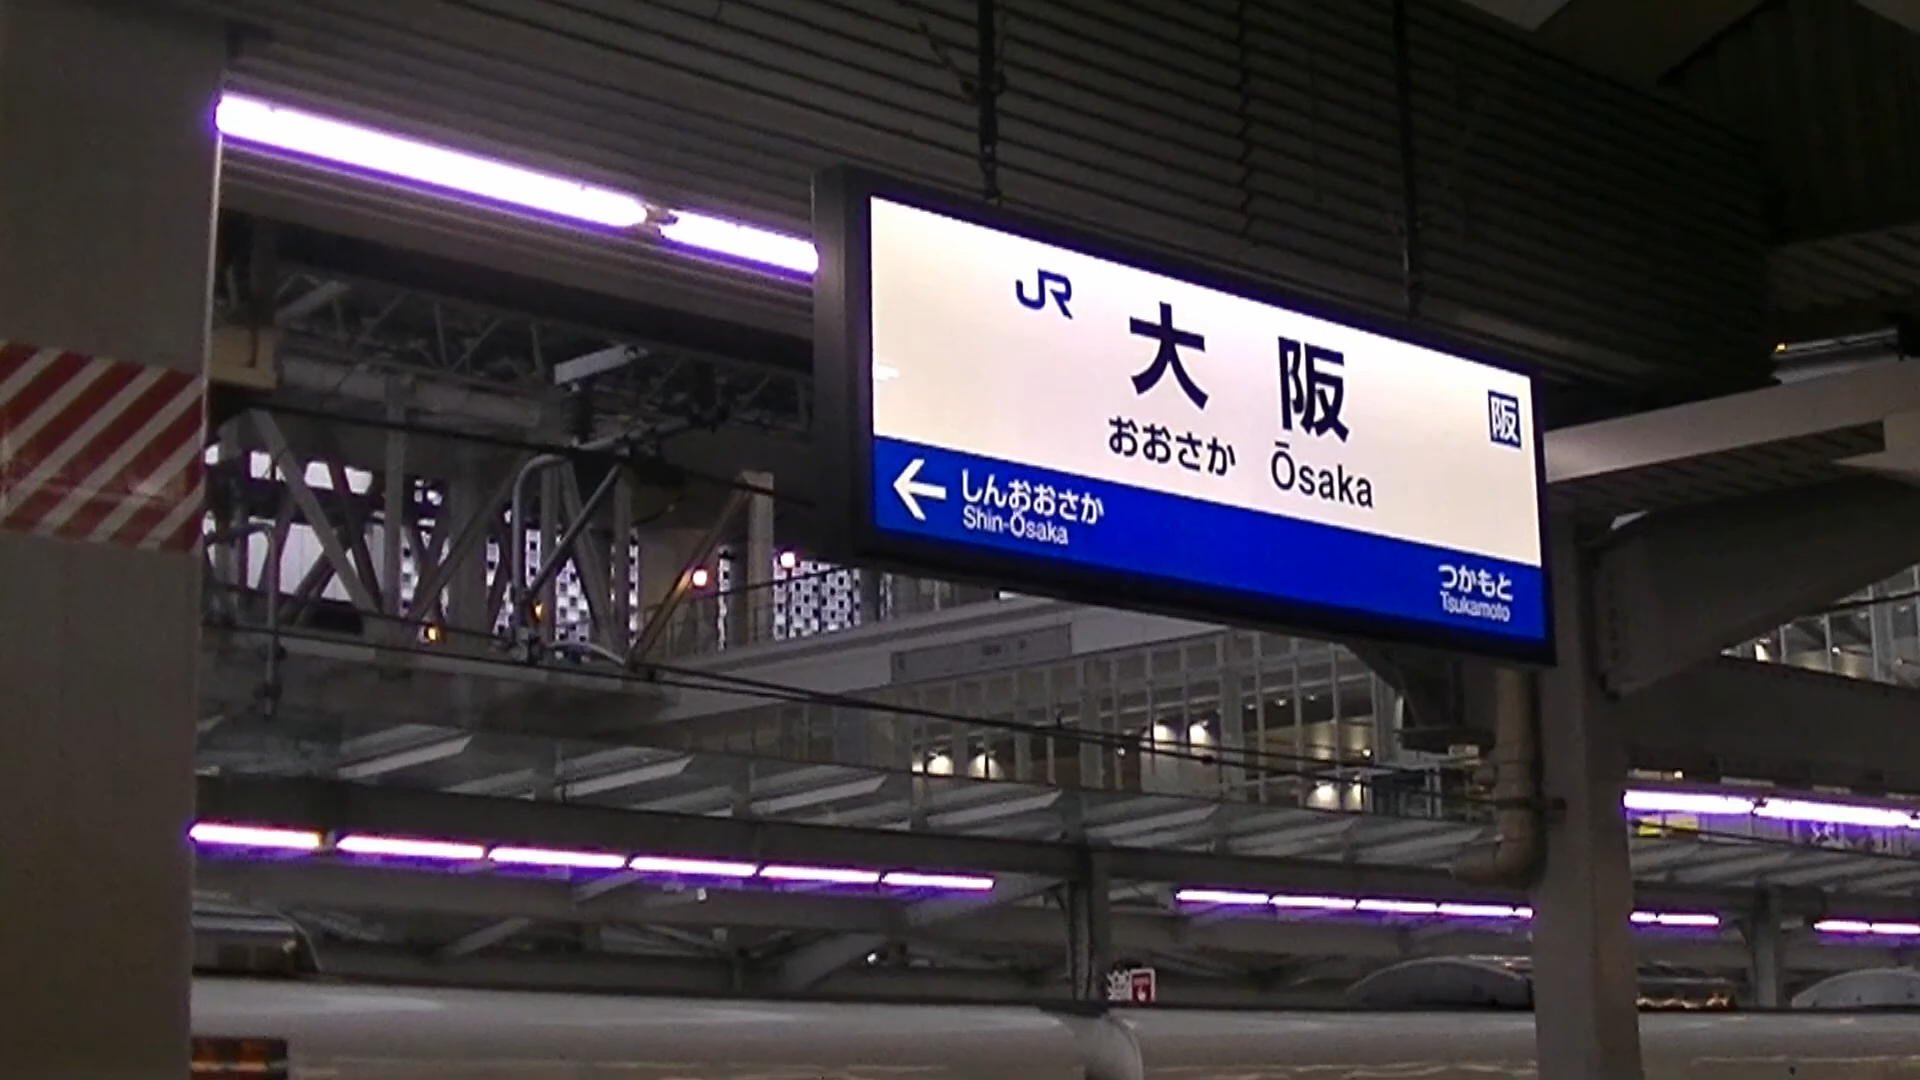 JR
大阪
阪
おおさか Ōsaka
← しんおおさか
Shin-Ōsaka
つかもと
Tsukamoto